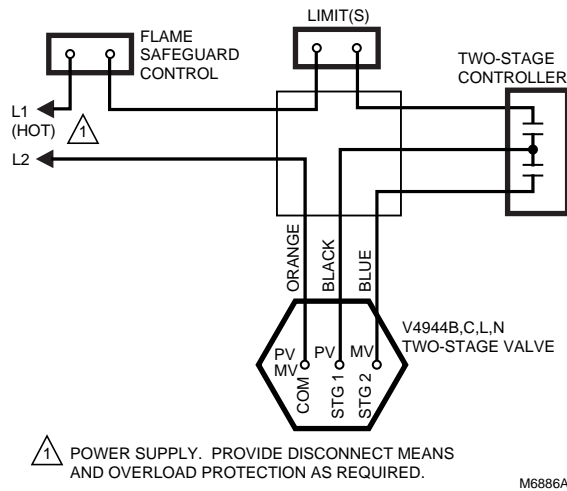 FLAME
SAFEGUARD
CONTROL
LIMIT(S)
TWO-STAGE
CONTROLLER
L1
(HOT)
1
L2
ORANGE
BLACK
BLUE
V4944B,C,L,N
TWO-STAGE VALVE
PV
MV
COM
PV
STG 1
MV
STG 2
1 POWER SUPPLY. PROVIDE DISCONNECT MEANS
AND OVERLOAD PROTECTION AS REQUIRED.
M6886A